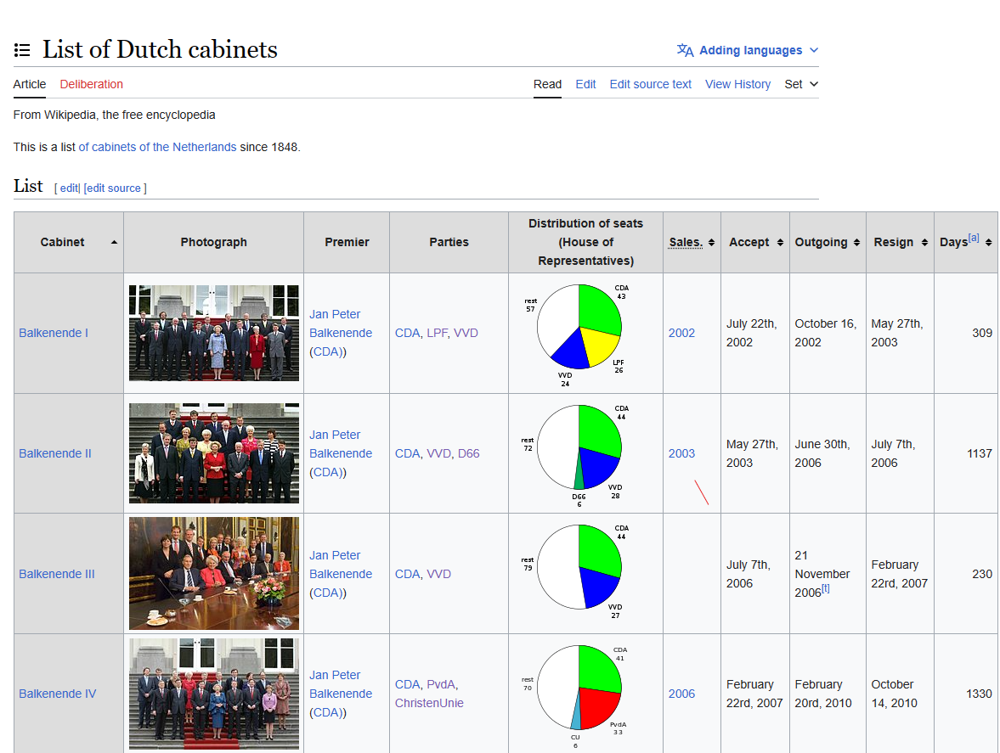 List of Dutch cabinets
Adding languages
Article Deliberation Read Edit Edit source text View History Set
From Wikipedia, the free encyclopedia
This is a list of cabinets of the Netherlands since 1848.
List [ edit| [edit source ]
Cabinet Photograph Premier Parties Distribution of seats (House of Representatives) Sales. Accept Outgoing Resign Days[a]
Balkenende I
Jan Peter
Balkenende
(CDA))
CDA, LPF, VVD
CDA
43
rest
57
LPF
26
VVD
24
2002
July 22th,
2002
October 16,
2002
May 27th,
2003
309
Balkenende II
Jan Peter
Balkenende
(CDA))
CDA, VVD, D66
CDA
44
rest
72
VVD
28
D66
6
2003
May 27th,
2003
June 30th,
2006
July 7th,
2006
1137
Balkenende III
Jan Peter
Balkenende
(CDA))
CDA, VVD
CDA
44
rest
79
VVD
27
July 7th,
2006
21
November
2006[t]
February
22rd, 2007
230
Balkenende IV
Jan Peter
Balkenende
(CDA))
CDA, PvdA,
ChristenUnie
CDA
41
rest
70
PvdA
33
CU
6
2006
February
22rd, 2007
February
20rd, 2010
October
14, 2010
1330